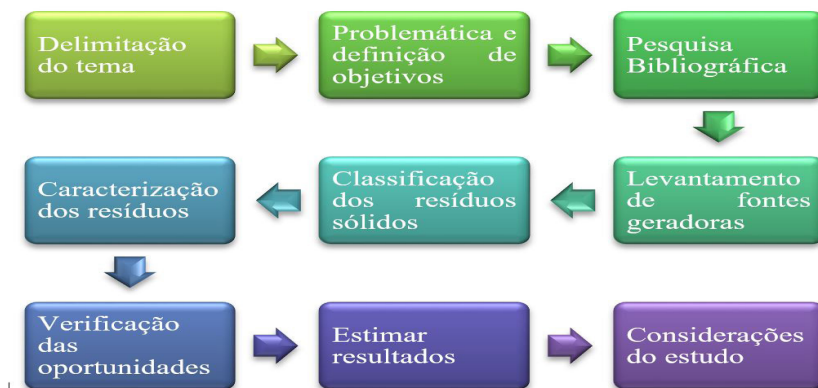 Delimitação
do tema
Problemática e
definição de
objetivos
Pesquisa
Bibliográfica
Levantamento
de fontes
geradoras
Classificação
dos resíduos
sólidos
Caracterização
dos resíduos
Verificação
das
oportunidades
Estimar
resultados
Considerações
do estudo